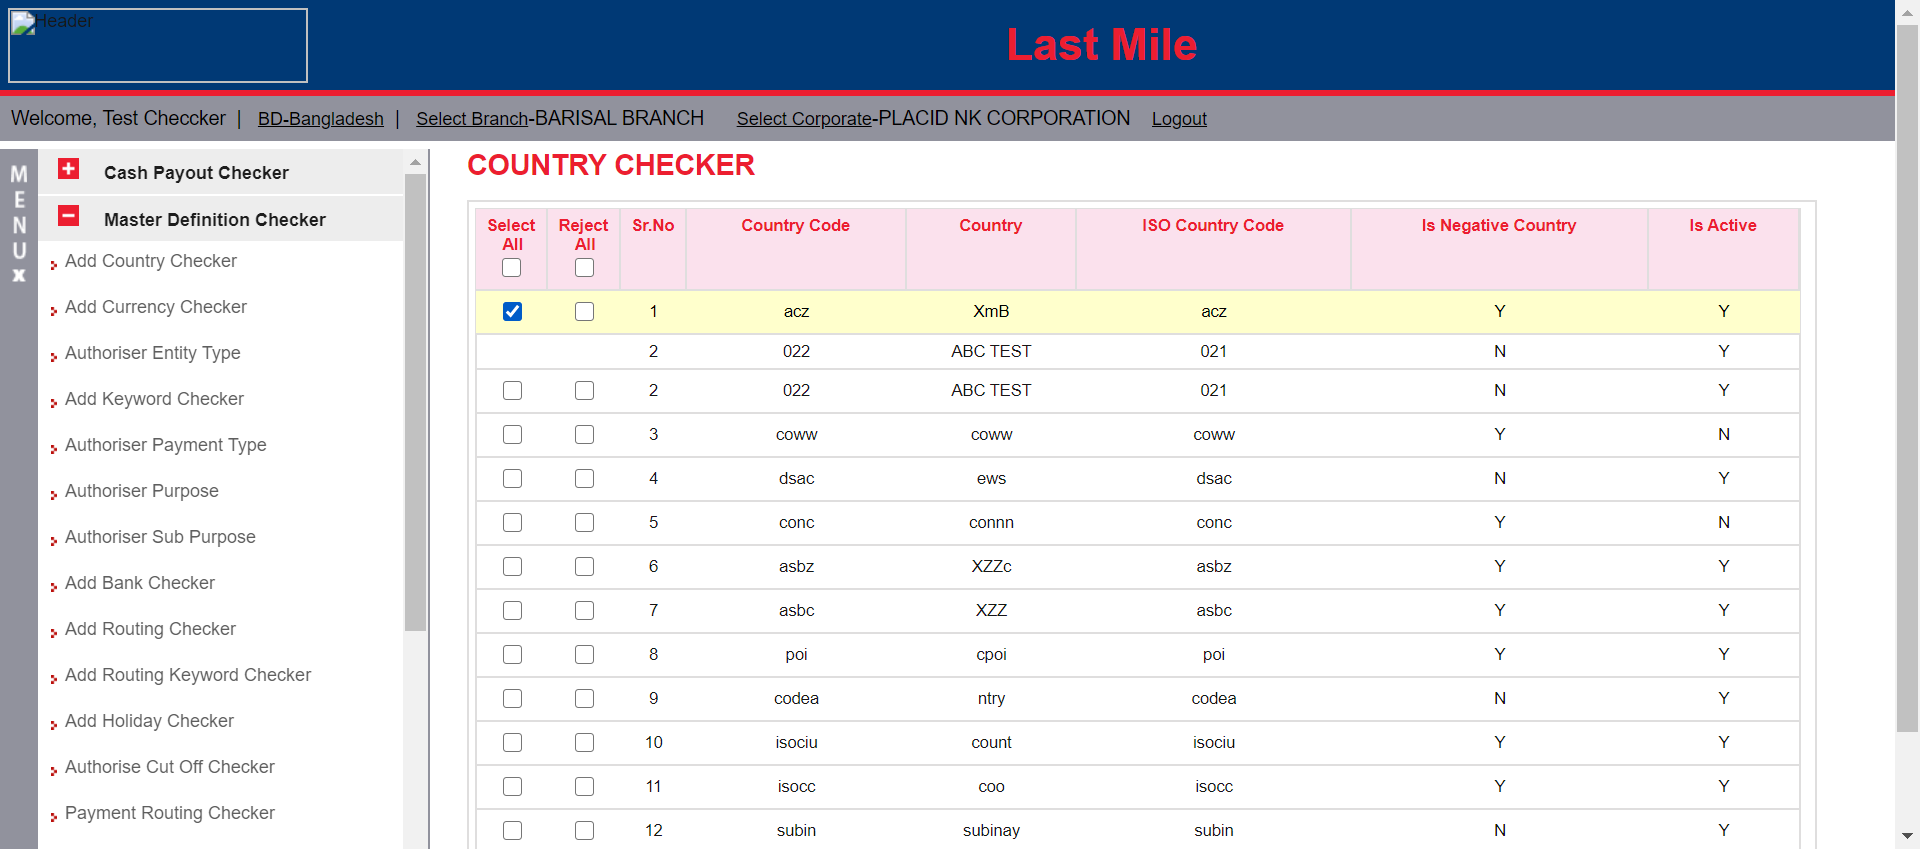 Header
Last Mile
Welcome, Test Checcker | BD-Bangladesh | Select Branch-BARISAL BRANCH Select Corporate-PLACID NK CORPORATION Logout
MENU X
Cash Payout Checker
Master Definition Checker
Add Country Checker
Add Currency Checker
Authoriser Entity Type
Add Keyword Checker
Authoriser Payment Type
Authoriser Purpose
Authoriser Sub Purpose
Add Bank Checker
Add Routing Checker
Add Routing Keyword Checker
Add Holiday Checker
Authorise Cut Off Checker
Payment Routing Checker
COUNTRY CHECKER
Select All Reject All Sr.No Country Code Country ISO Country Code Is Negative Country Is Active
1 acz XmB acz Y Y
2 022 ABC TEST 021 N Y
2 022 ABC TEST 021 N Y
3 coww coww coww Y N
4 dsac ews dsac N Y
5 conc connn conc Y N
6 asbz XZZc asbz Y Y
7 asbc XZZ asbc Y Y
8 poi cpoi poi Y Y
9 codea ntry codea N Y
10 isociu count isociu Y Y
11 isocc coo isocc Y Y
12 subin subinay subin N Y